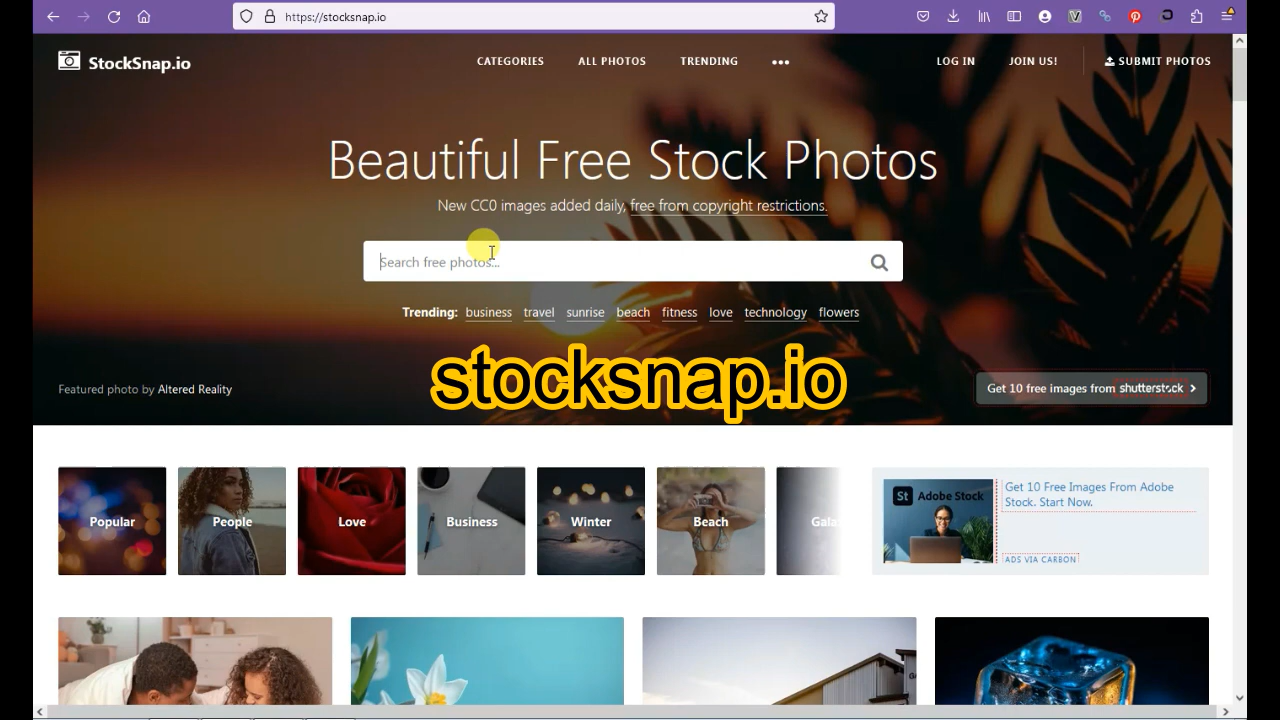 https://stocksnap.io
StockSnap.io
CATEGORIES
ALL PHOTOS
TRENDING
LOG IN
JOIN US!
SUBMIT PHOTOS
Beautiful Free Stock Photos
New CC0 images added daily, free from copyright restrictions.
Search free photos...
Trending: business travel sunrise beach fitness love technology flowers
stocksnap.io
Featured photo by Altered Reality
Get 10 free images from shutterstock
Popular
People
Love
Business
Winter
Beach
St Adobe Stock
Get 10 Free Images From Adobe
Stock. Start Now.
ADS VIA CARBON